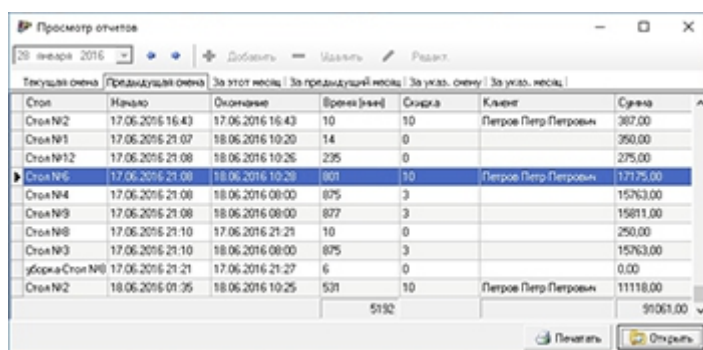 Просмотр отчетов
28 января 2016 Добавить Удалить Редакт.
Текущая смена Предыдущая смена За этот месяц За предыдущий месяц За указ. смену За указ. месяц
Стол Начало Окончание Время (мин) Скидка Клиент Сумма
Стол №2 17.06.2016 16:43 17.06.2016 16:43 10 10 Петров Петр Петрович 387,00
Стол №1 17.06.2016 21:07 18.06.2016 10:20 14 0 350,00
Стол №12 17.06.2016 21:08 18.06.2016 10:26 235 0 275,00
Стол №6 17.06.2016 21:08 18.06.2016 10:28 801 10 Петров Петр Петрович 17175,00
Стол №4 17.06.2016 21:08 18.06.2016 08:00 875 3 15763,00
Стол №9 17.06.2016 21:08 18.06.2016 08:00 877 3 15811,00
Стол №8 17.06.2016 21:10 17.06.2016 21:21 10 0 250,00
Стол №3 17.06.2016 21:10 18.06.2016 08:00 875 3 15763,00
уборка-Стол №8 17.06.2016 21:21 17.06.2016 21:27 6 0 0,00
Стол №2 18.06.2016 01:35 18.06.2016 10:25 531 10 Петров Петр Петрович 11118,00
5192 91061,00
Печатать Открыть